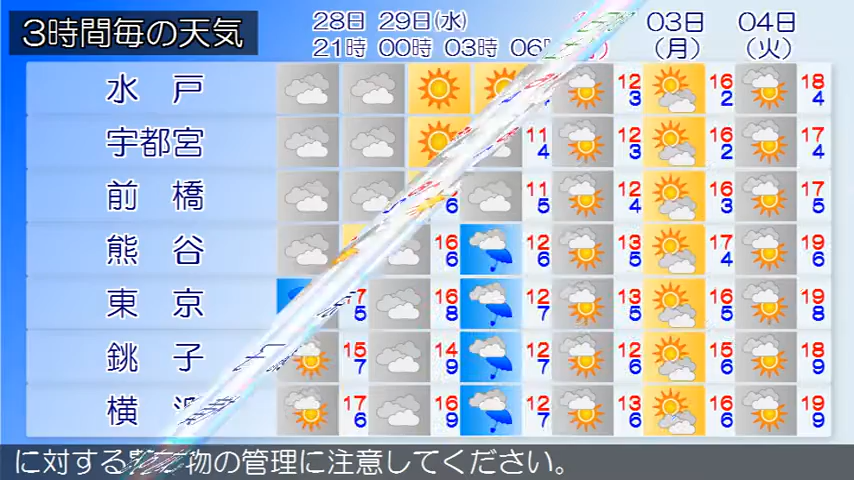 3時間毎の天気
28日 29日(水) 03日 04日
21時 00時 03時 (月) (火)
水戸 12 3 16 2 18 4
宇都宮 11 4 12 3 16 2 17 4
前橋 6 11 5 12 4 16 3 17 5
熊谷 16 6 12 6 13 5 17 4 19 6
東京 5 16 8 12 7 13 5 16 5 19 8
銚子 15 7 14 9 12 7 12 6 15 6 18 9
横 17 6 16 9 12 7 13 6 16 6 19 9
に対する 物の管理に注意してください。